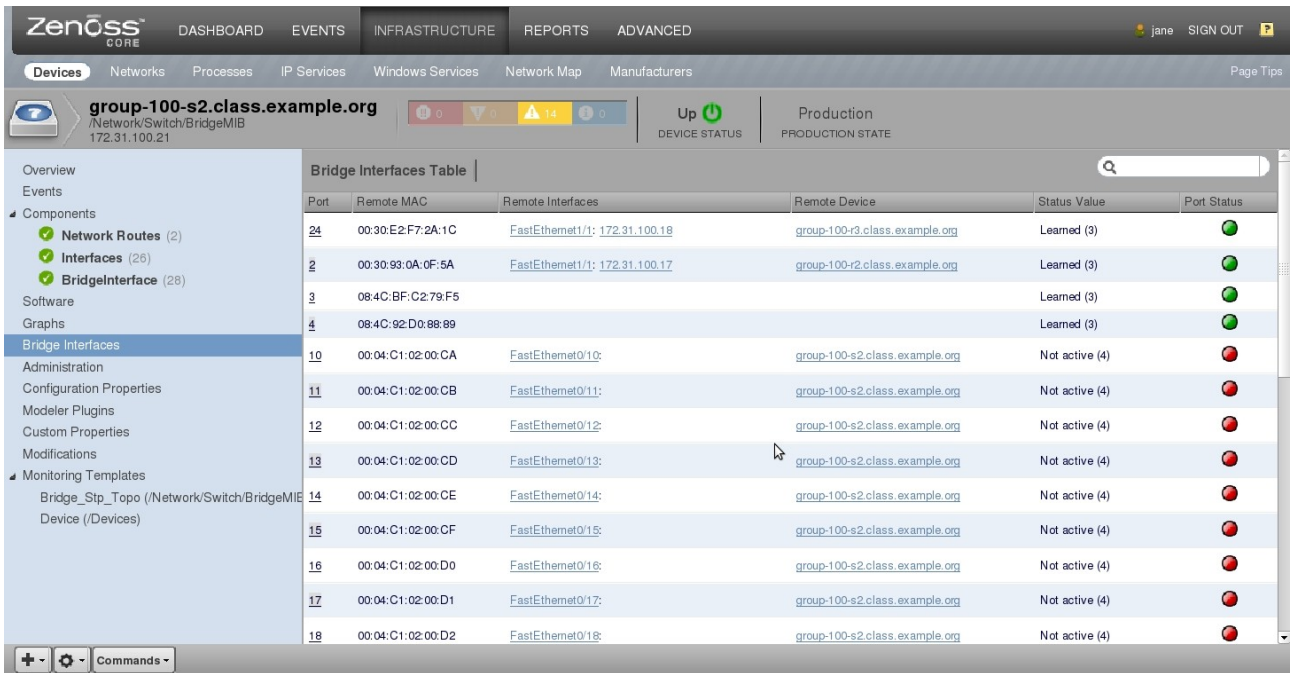 Zenoss™ CORE DASHBOARD EVENTS INFRASTRUCTURE REPORTS ADVANCED jane SIGN OUT ?
Devices Networks Processes IP Services Windows Services Network Map Manufacturers Page Tips
group-100-s2.class.example.org
/Network/Switch/BridgeMIB
172.31.100.21
0 0 14 0
Up
DEVICE STATUS
Production
PRODUCTION STATE
Overview
Events
Components
Network Routes (2)
Interfaces (26)
BridgeInterface (28)
Software
Graphs
Bridge Interfaces
Administration
Configuration Properties
Modeler Plugins
Custom Properties
Modifications
Monitoring Templates
Bridge_Stp_Topo (/Network/Switch/BridgeMIB
Device (/Devices)
Bridge Interfaces Table
Port Remote MAC Remote Interfaces Remote Device Status Value Port Status
24 00:30:E2:F7:2A:1C FastEthernet1/1: 172.31.100.18 group-100-r3.class.example.org Learned (3)
2 00:30:93:0A:0F:5A FastEthernet1/1: 172.31.100.17 group-100-r2.class.example.org Learned (3)
3 08:4C:BF:C2:79:F5 Learned (3)
4 08:4C:92:D0:88:89 Learned (3)
10 00:04:C1:02:00:CA FastEthernet0/10: group-100-s2.class.example.org Not active (4)
11 00:04:C1:02:00:CB FastEthernet0/11: group-100-s2.class.example.org Not active (4)
12 00:04:C1:02:00:CC FastEthernet0/12: group-100-s2.class.example.org Not active (4)
13 00:04:C1:02:00:CD FastEthernet0/13: group-100-s2.class.example.org Not active (4)
14 00:04:C1:02:00:CE FastEthernet0/14: group-100-s2.class.example.org Not active (4)
15 00:04:C1:02:00:CF FastEthernet0/15: group-100-s2.class.example.org Not active (4)
16 00:04:C1:02:00:D0 FastEthernet0/16: group-100-s2.class.example.org Not active (4)
17 00:04:C1:02:00:D1 FastEthernet0/17: group-100-s2.class.example.org Not active (4)
18 00:04:C1:02:00:D2 FastEthernet0/18: group-100-s2.class.example.org Not active (4)
Commands